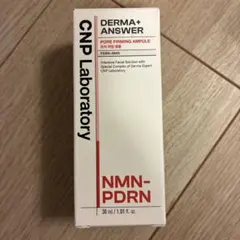 CNP Laboratory
DERMA+
ANSWER
PORE FIRMING AMPOULE
Intensive Facial Solution with
Special Complex of Derma Expert
CNP Laboratory
NMN-
PDRN
30 ml / 1.01 fl. oz.